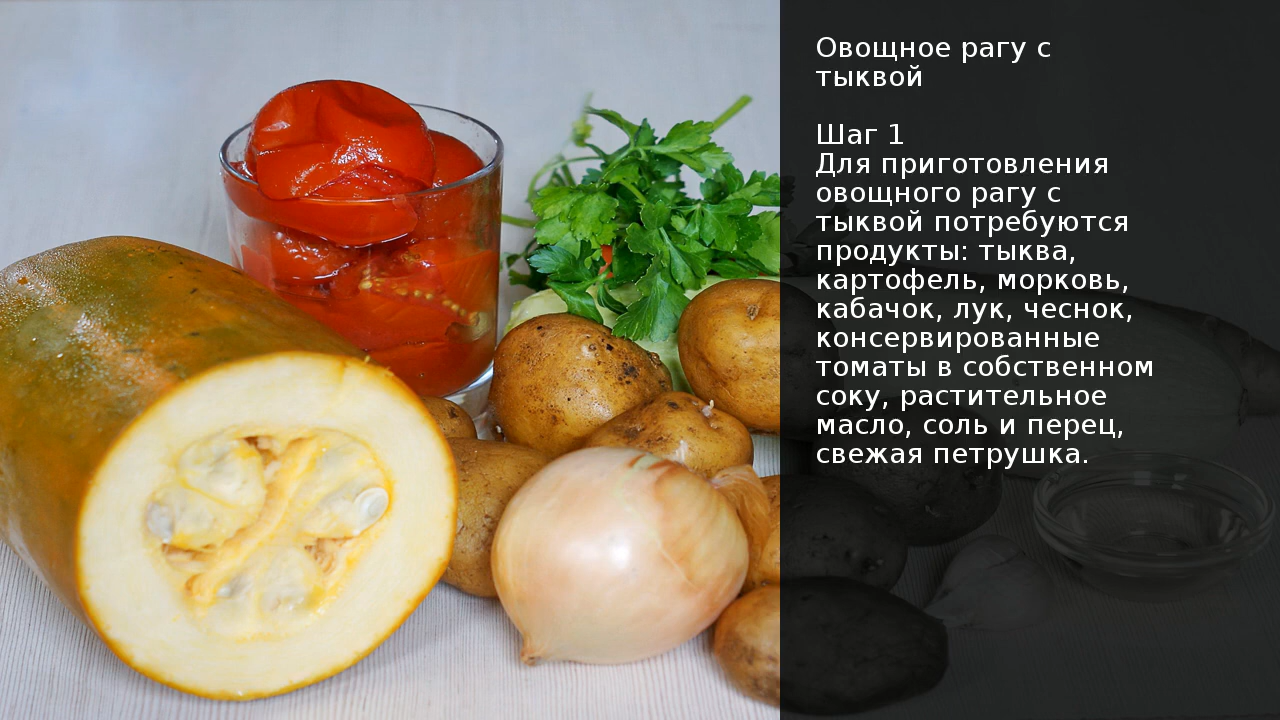 Овощное рагу с
тыквой
Шаг 1
Для приготовления
овощного рагу с
тыквой потребуются
продукты: тыква,
картофель, морковь,
кабачок, лук, чеснок,
консервированные
томаты в собственном
соку, растительное
масло, соль и перец,
свежая петрушка.